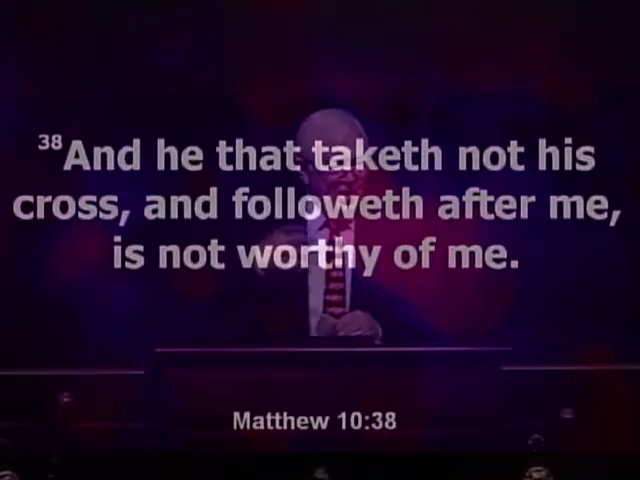 38And he that taketh not his
cross, and followeth after me,
is not worthy of me.
Matthew 10:38